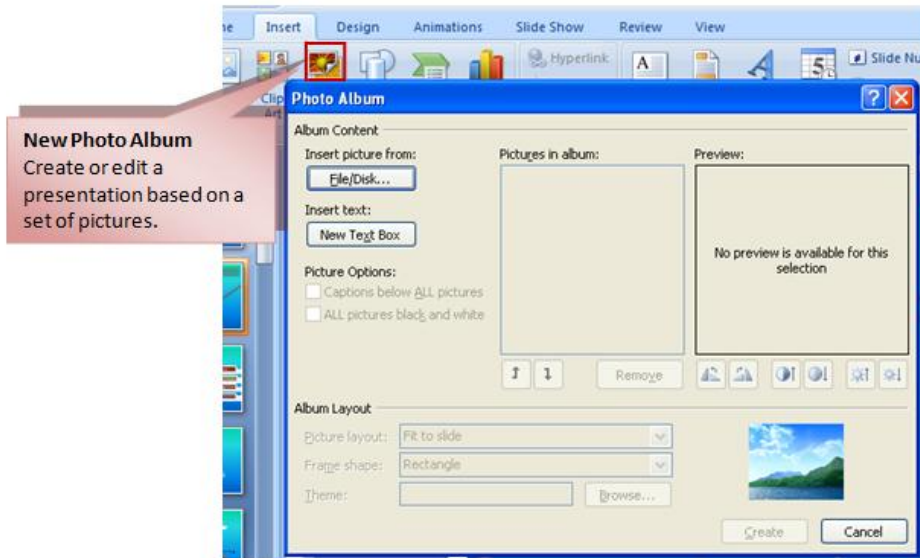 Insert Design Animations Slide Show Review View
Hyperlink
A
A
5
# Slide Nu
Clip
Art
New Photo Album
Create or edit a
presentation based on a
set of pictures.
Photo Album
Album Content
Insert picture from:
File/Disk...
Insert text:
New Text Box
Picture Options:
Captions below ALL pictures
ALL pictures black and white
Pictures in album:
Remove
Preview:
No preview is available for this
selection
Album Layout
Picture layout: Fit to slide
Frame shape: Rectangle
Theme:
Browse...
Create Cancel